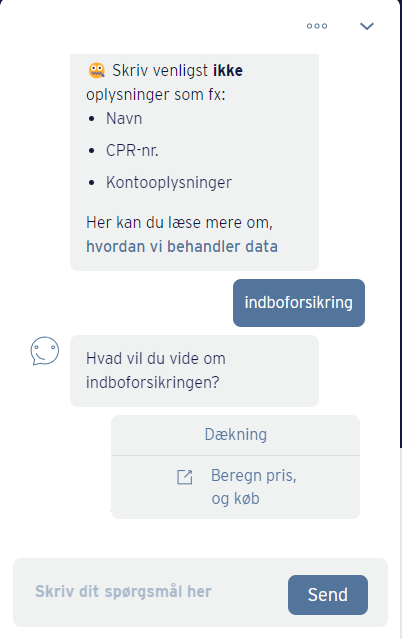 Skriv venligst ikke
oplysninger som fx:
Navn
CPR-nr.
Kontooplysninger
Her kan du læse mere om,
hvordan vi behandler data
indboforsikring
Hvad vil du vide om
indboforsikringen?
Dækning
Beregn pris,
og køb
Skriv dit spørgsmål her
Send